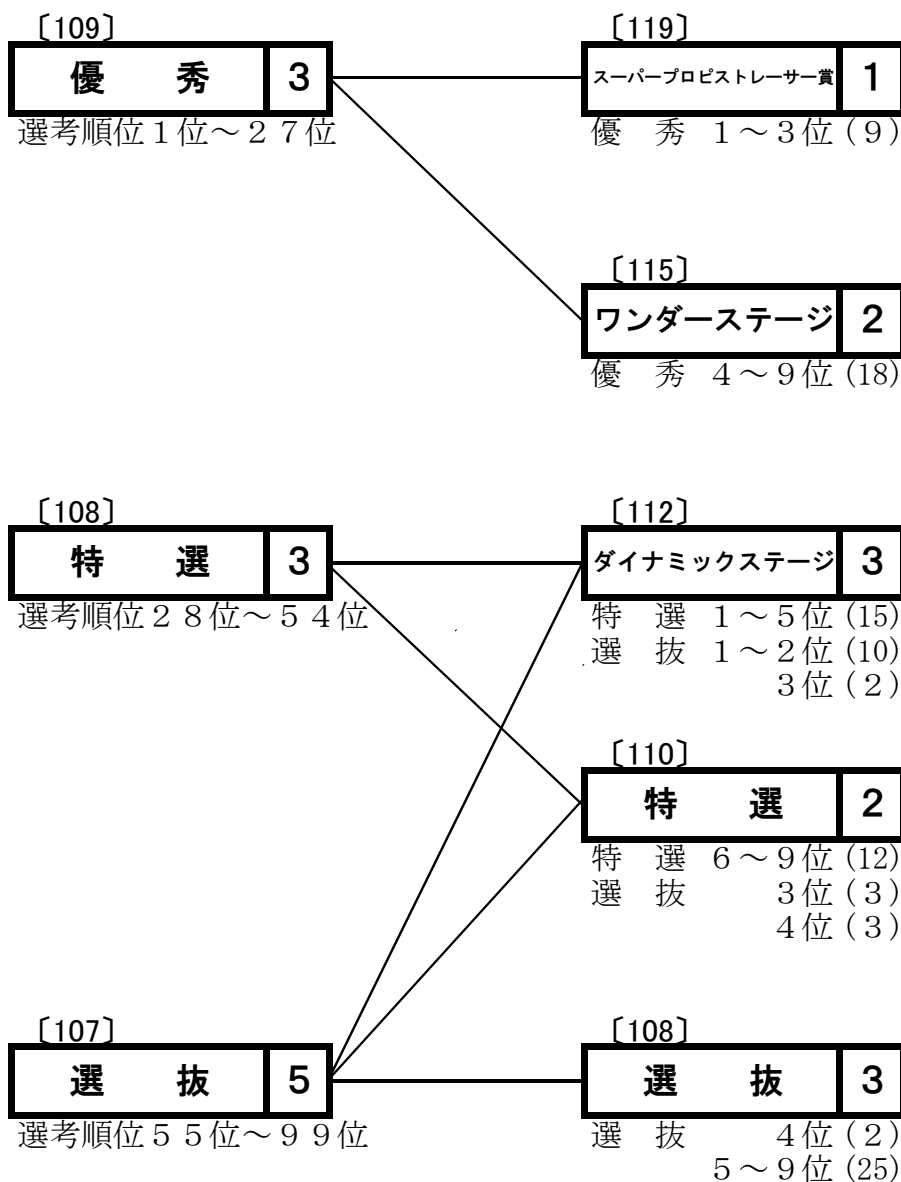 〔109〕
優　秀 3
選考順位１位～２７位
〔119〕
スーパープロピストレーサー賞 1
優　秀 １～３位(９)
〔115〕
ワンダーステージ 2
優　秀 ４～９位(18)
〔108〕
特　選 3
選考順位２８位～５４位
〔112〕
ダイナミックステージ 3
特　選 １～５位(15)
選　抜 １～２位(10)
３位(２)
〔110〕
特　選 2
特　選 ６～９位(12)
選　抜 ３位(３)
４位(３)
〔107〕
選　抜 5
選考順位５５位～９９位
〔108〕
選　抜 3
選　抜 ４位(２)
５～９位(25)